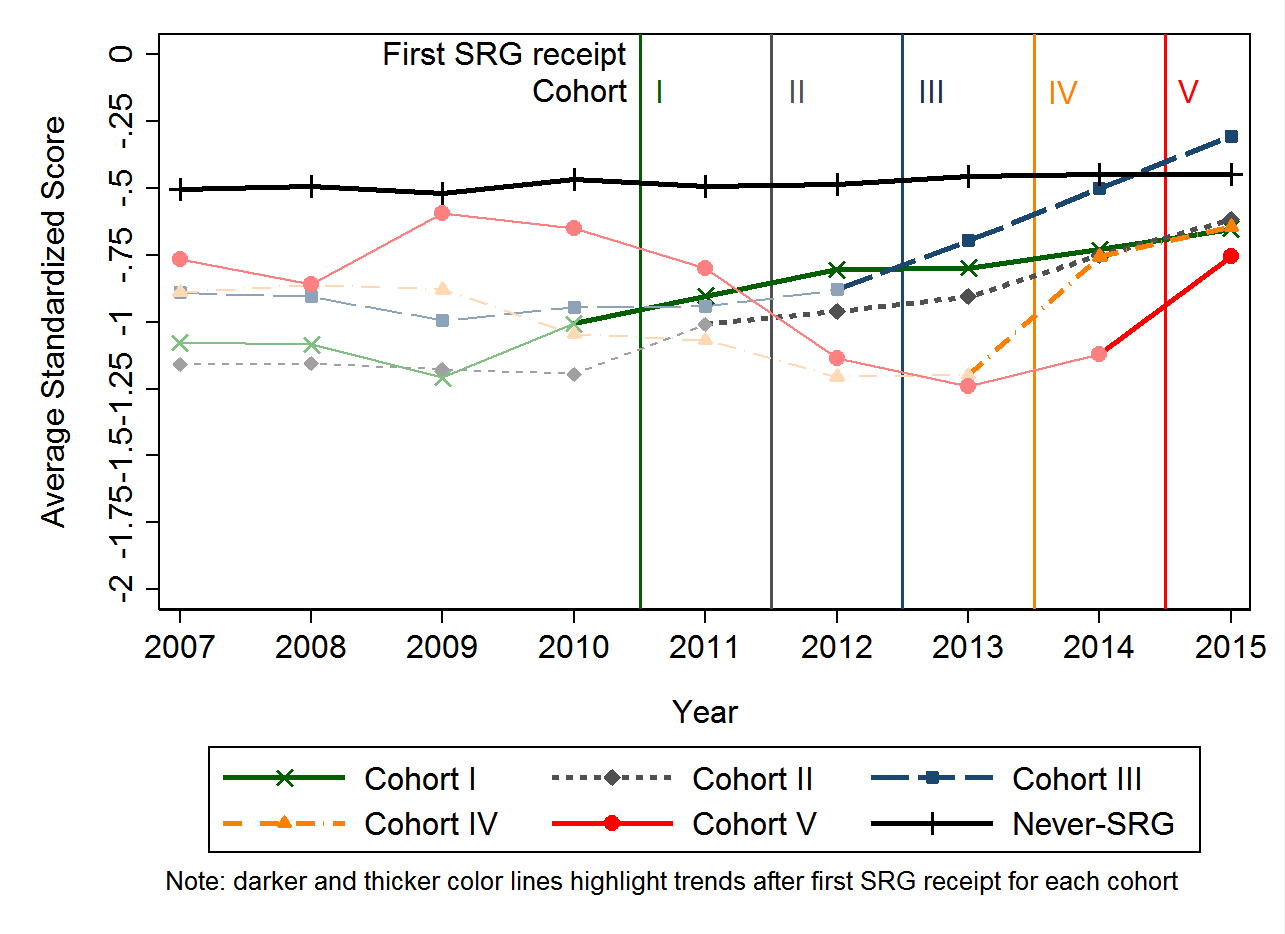 First SRG receipt
Cohort
I
II
III
IV
V
0
-.25
-.5
-.75
-1
-1.25
-1.5
-1.75
-2
Average Standardized Score
2007 2008 2009 2010 2011 2012 2013 2014 2015
Year
Cohort I Cohort II Cohort III
Cohort IV Cohort V Never-SRG
Note: darker and thicker color lines highlight trends after first SRG receipt for each cohort